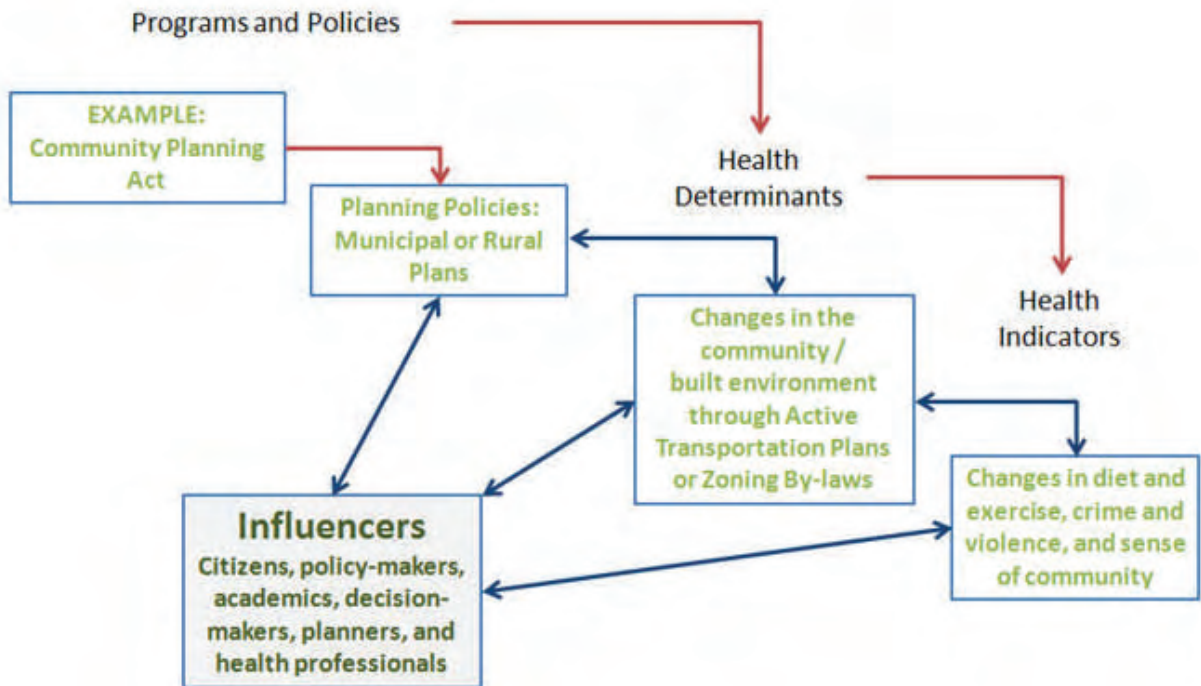 Programs and Policies
EXAMPLE:
Community Planning
Act
Health
Determinants
Planning Policies:
Municipal or Rural
Plans
Health
Indicators
Changes in the
community /
built environment
through Active
Transportation Plans
or Zoning By-laws
Changes in diet and
exercise, crime and
violence, and sense
of community
Influencers
Citizens, policy-makers,
academics, decision-
makers, planners, and
health professionals